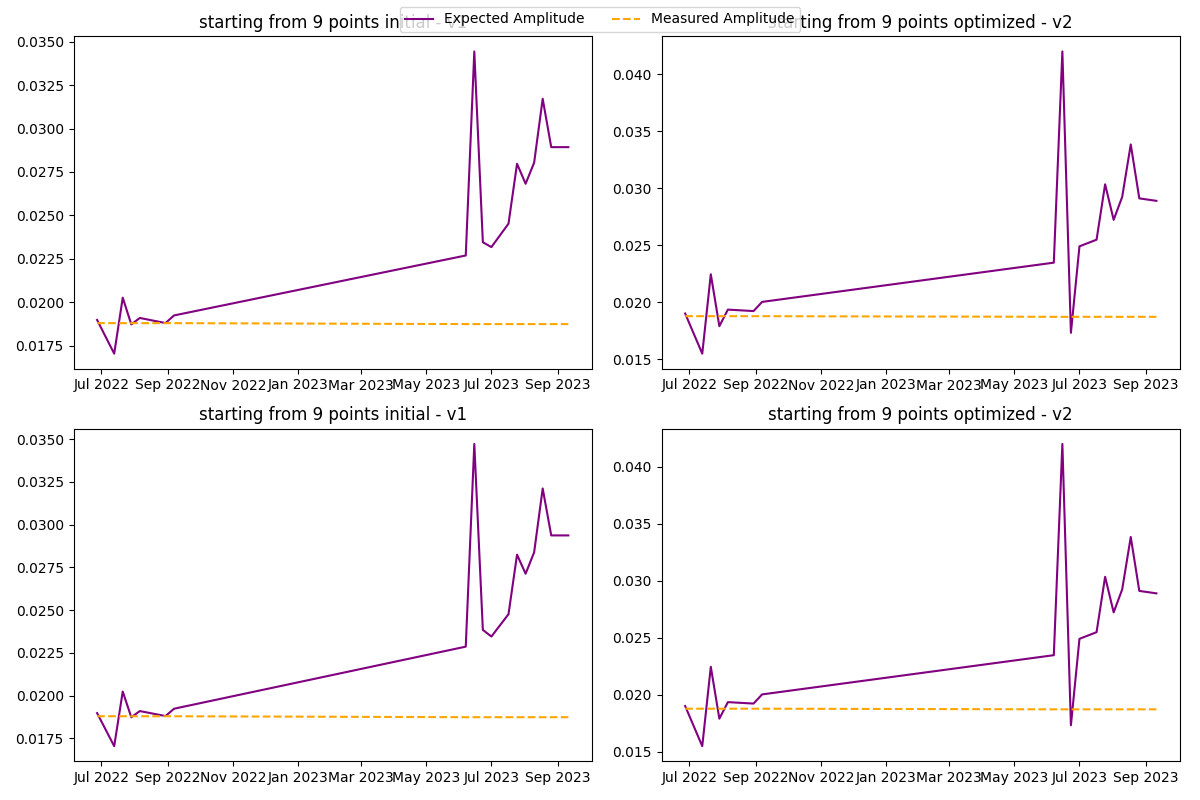 Expected Amplitude
Measured Amplitude
starting from 9 points initial - v1
starting from 9 points optimized - v2
0.0350
0.0325
0.0300
0.0275
0.0250
0.0225
0.0200
0.0175
Jul 2022 Sep 2022 Nov 2022 Jan 2023 Mar 2023 May 2023 Jul 2023 Sep 2023
0.040
0.035
0.030
0.025
0.020
0.015
Jul 2022 Sep 2022 Nov 2022 Jan 2023 Mar 2023 May 2023 Jul 2023 Sep 2023
starting from 9 points initial - v1
0.0350
0.0325
0.0300
0.0275
0.0250
0.0225
0.0200
0.0175
Jul 2022 Sep 2022 Nov 2022 Jan 2023 Mar 2023 May 2023 Jul 2023 Sep 2023
starting from 9 points optimized - v2
0.040
0.035
0.030
0.025
0.020
0.015
Jul 2022 Sep 2022 Nov 2022 Jan 2023 Mar 2023 May 2023 Jul 2023 Sep 2023